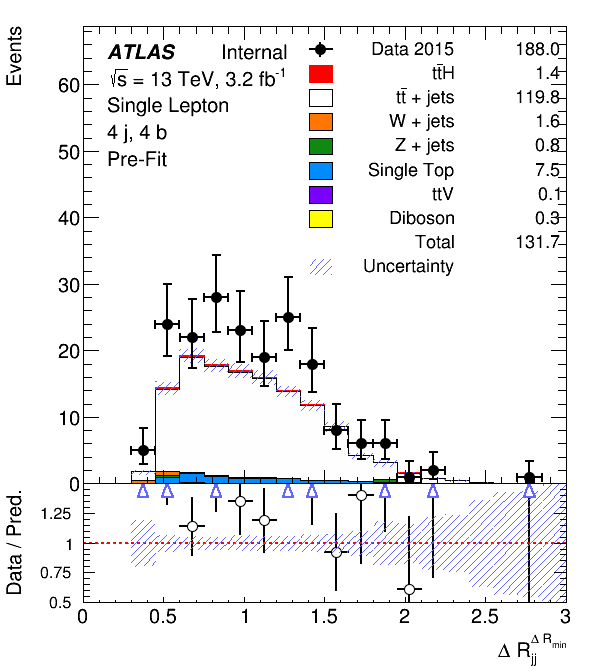 Events
ATLAS Internal
√s = 13 TeV, 3.2 fb⁻¹
Single Lepton
4 j, 4 b
Pre-Fit
Data 2015 188.0
tt̄H 1.4
tt̄ + jets 119.8
W + jets 1.6
Z + jets 0.8
Single Top 7.5
ttV 0.1
Diboson 0.3
Total 131.7
Uncertainty
60
50
40
30
20
10
0
Data / Pred.
1.25
1
0.75
0.5
0 0.5 1 1.5 2 2.5 3
Δ R_jj^Δ R_min